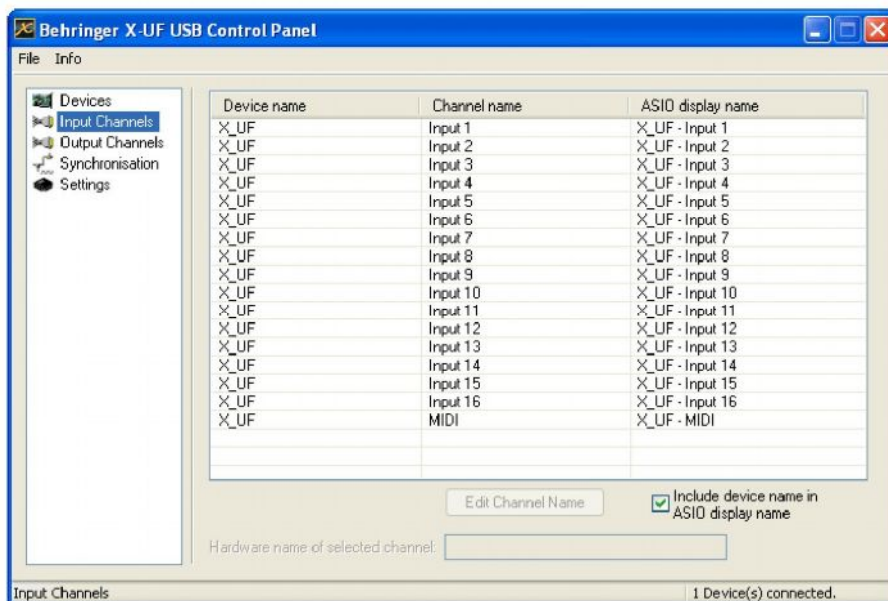 Behringer X-UF USB Control Panel
File Info
Devices
Input Channels
Output Channels
Synchronisation
Settings
Device name Channel name ASIO display name
X_UF Input 1 X_UF - Input 1
X_UF Input 2 X_UF - Input 2
X_UF Input 3 X_UF - Input 3
X_UF Input 4 X_UF - Input 4
X_UF Input 5 X_UF - Input 5
X_UF Input 6 X_UF - Input 6
X_UF Input 7 X_UF - Input 7
X_UF Input 8 X_UF - Input 8
X_UF Input 9 X_UF - Input 9
X_UF Input 10 X_UF - Input 10
X_UF Input 11 X_UF - Input 11
X_UF Input 12 X_UF - Input 12
X_UF Input 13 X_UF - Input 13
X_UF Input 14 X_UF - Input 14
X_UF Input 15 X_UF - Input 15
X_UF Input 16 X_UF - Input 16
X_UF MIDI X_UF - MIDI
Edit Channel Name
Include device name in
ASIO display name
Hardware name of selected channel:
Input Channels
1 Device(s) connected.